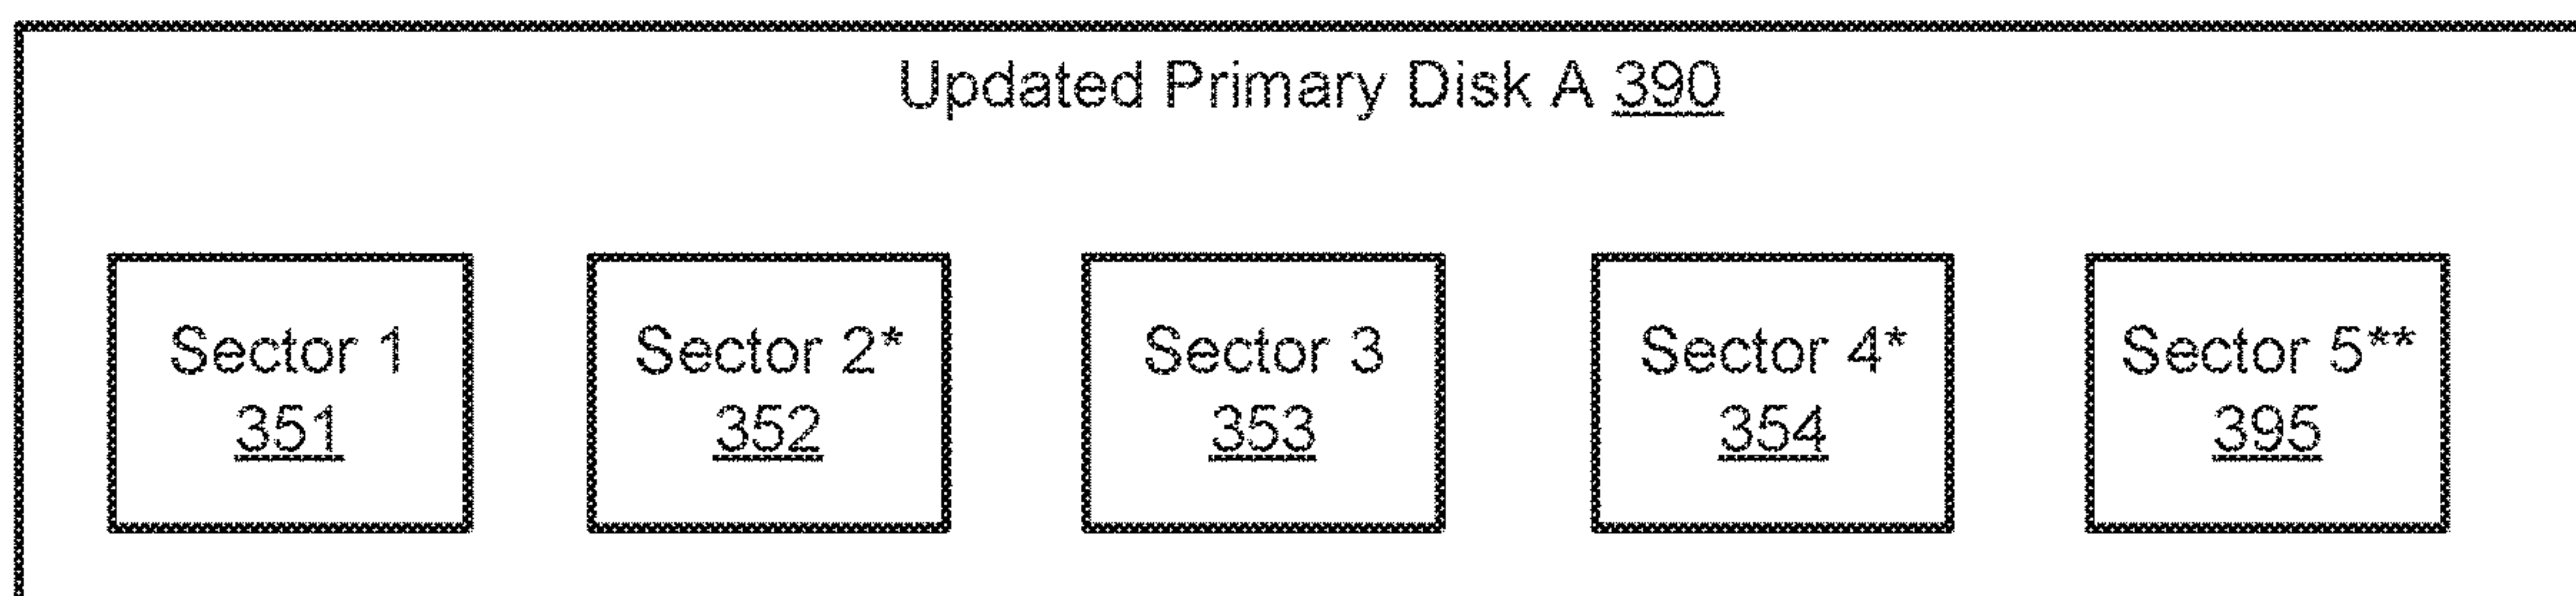 Updated Primary Disk A 390
Sector 1
351
Sector 2*
352
Sector 3
353
Sector 4*
354
Sector 5**
395